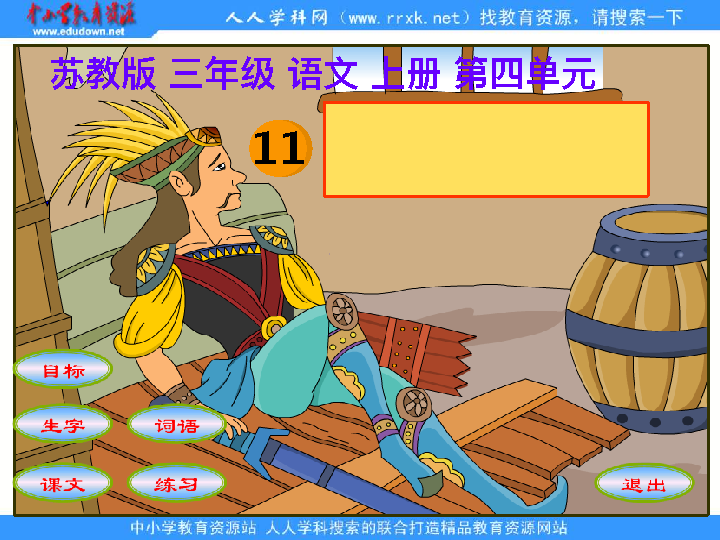 中小学教育资源
www.edudown.net
人人学科网（www.rrxk.net）找教育资源，请搜索一下
苏教版 三年级 语文 上册 第四单元
11
目标
生字 词语
课文 练习 退出
中小学教育资源站 人人学科搜索的联合打造精品教育资源网站